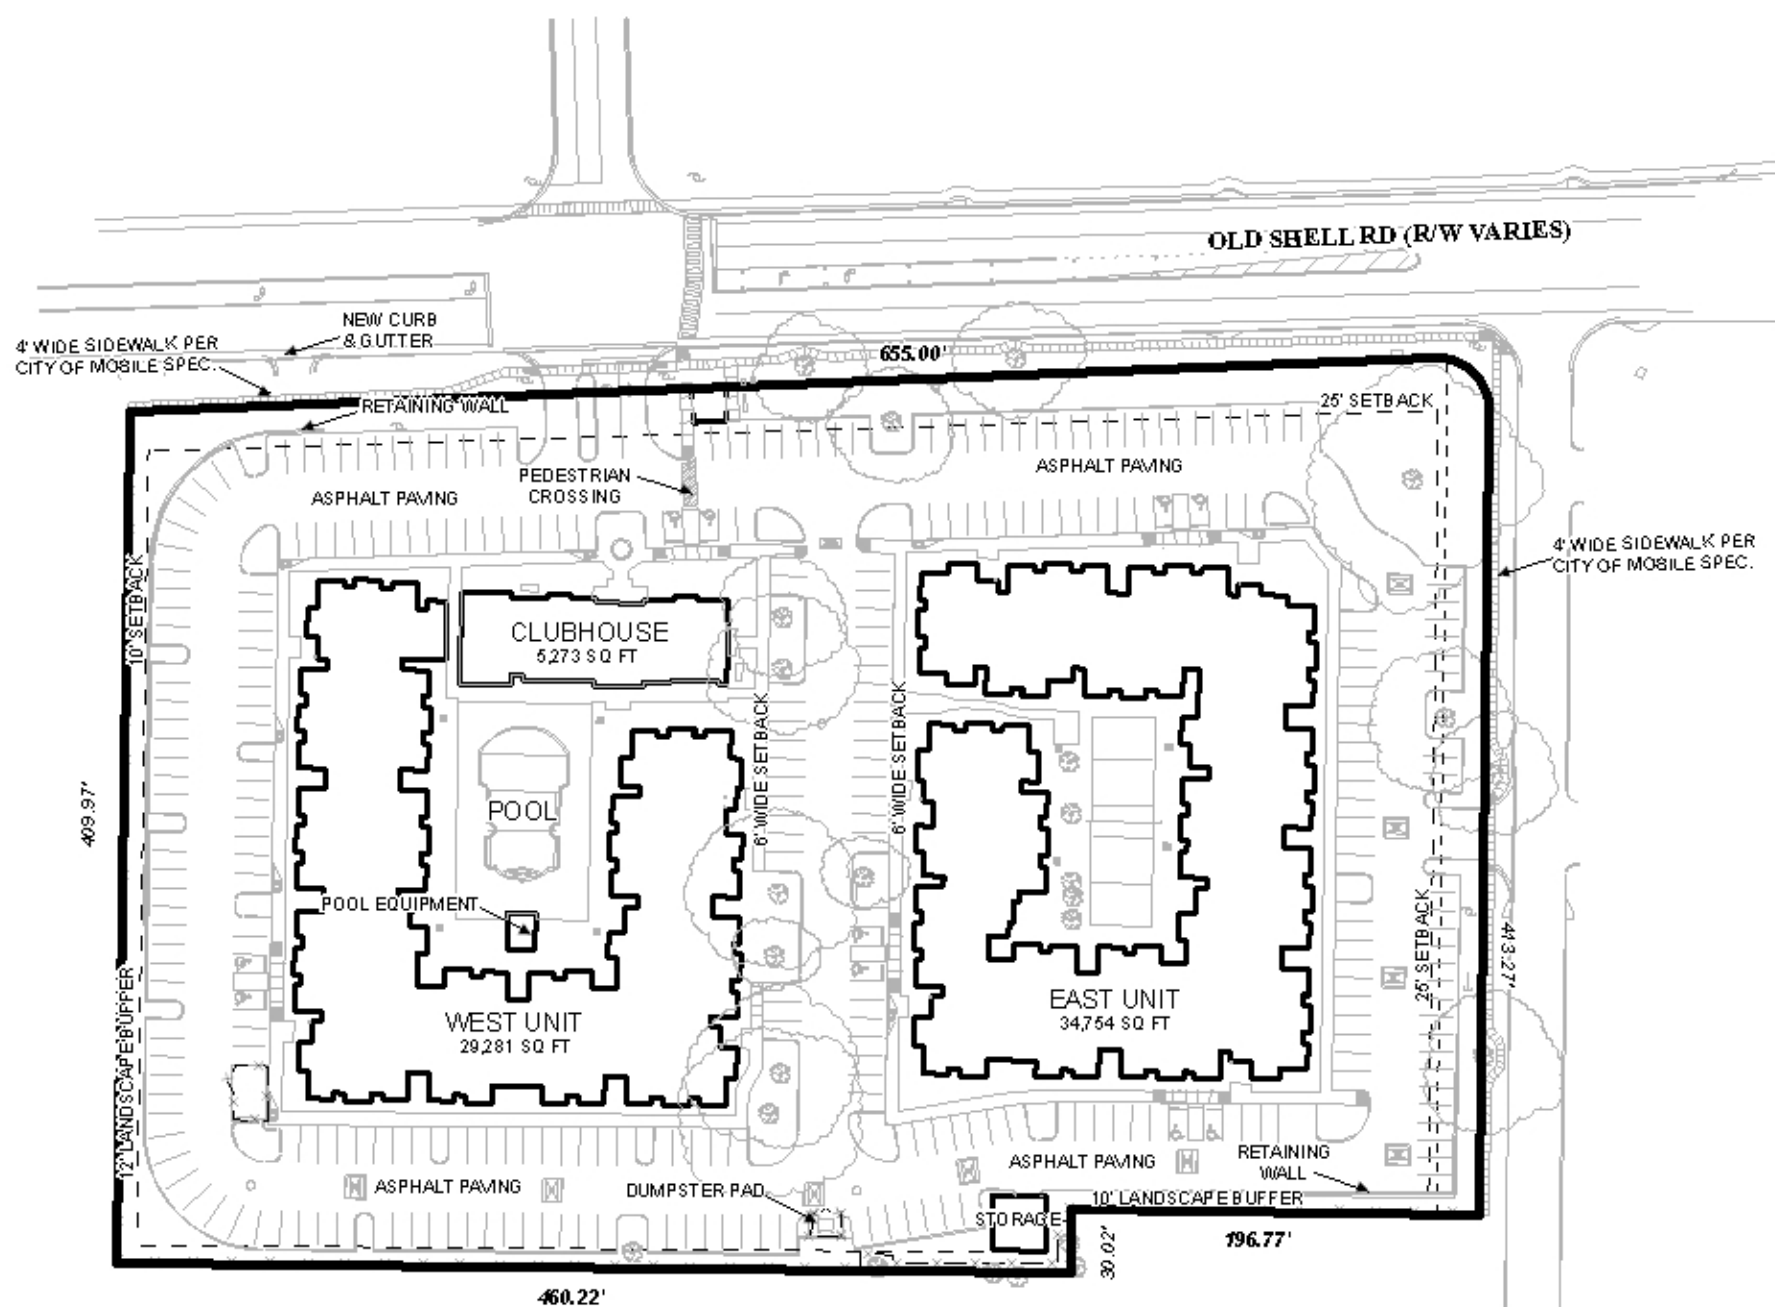 OLD SHELL RD (R/W VARIES)
NEW CURB
& GUTTER
4' WIDE SIDEWALK PER
CITY OF MOBILE SPEC.
655.00'
RETAINING WALL
25' SETBACK
PEDESTRIAN
CROSSING
ASPHALT PAVING
ASPHALT PAVING
4' WIDE SIDEWALK PER
CITY OF MOBILE SPEC.
10' SETBACK
CLUBHOUSE
5,273 SQ FT
6' WIDE SETBACK
6' WIDE SETBACK
409.97'
POOL
POOL EQUIPMENT
25' SETBACK
413.27'
WEST UNIT
29,281 SQ FT
EAST UNIT
34,754 SQ FT
12' LANDSCAPE BUFFER
ASPHALT PAVING
DUMPSTER PAD
ASPHALT PAVING
RETAINING
WALL
10' LANDSCAPE BUFFER
STORAGE
30.02'
196.77'
460.22'